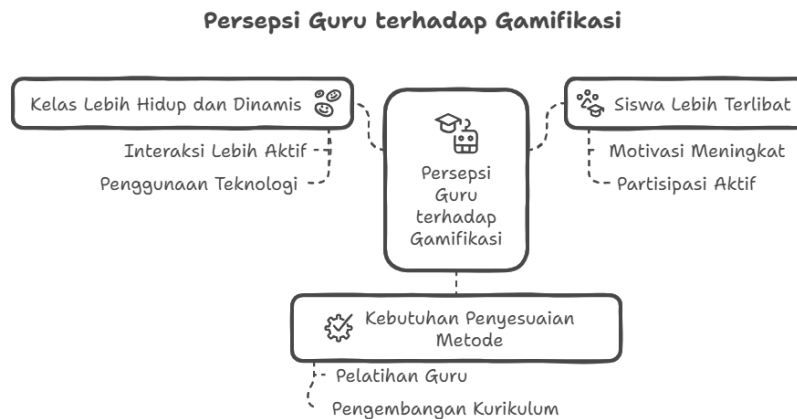 Persepsi Guru terhadap Gamifikasi
Kelas Lebih Hidup dan Dinamis
Interaksi Lebih Aktif
Penggunaan Teknologi
Persepsi
Guru
terhadap
Gamifikasi
Siswa Lebih Terlibat
Motivasi Meningkat
Partisipasi Aktif
Kebutuhan Penyesuaian
Metode
Pelatihan Guru
Pengembangan Kurikulum